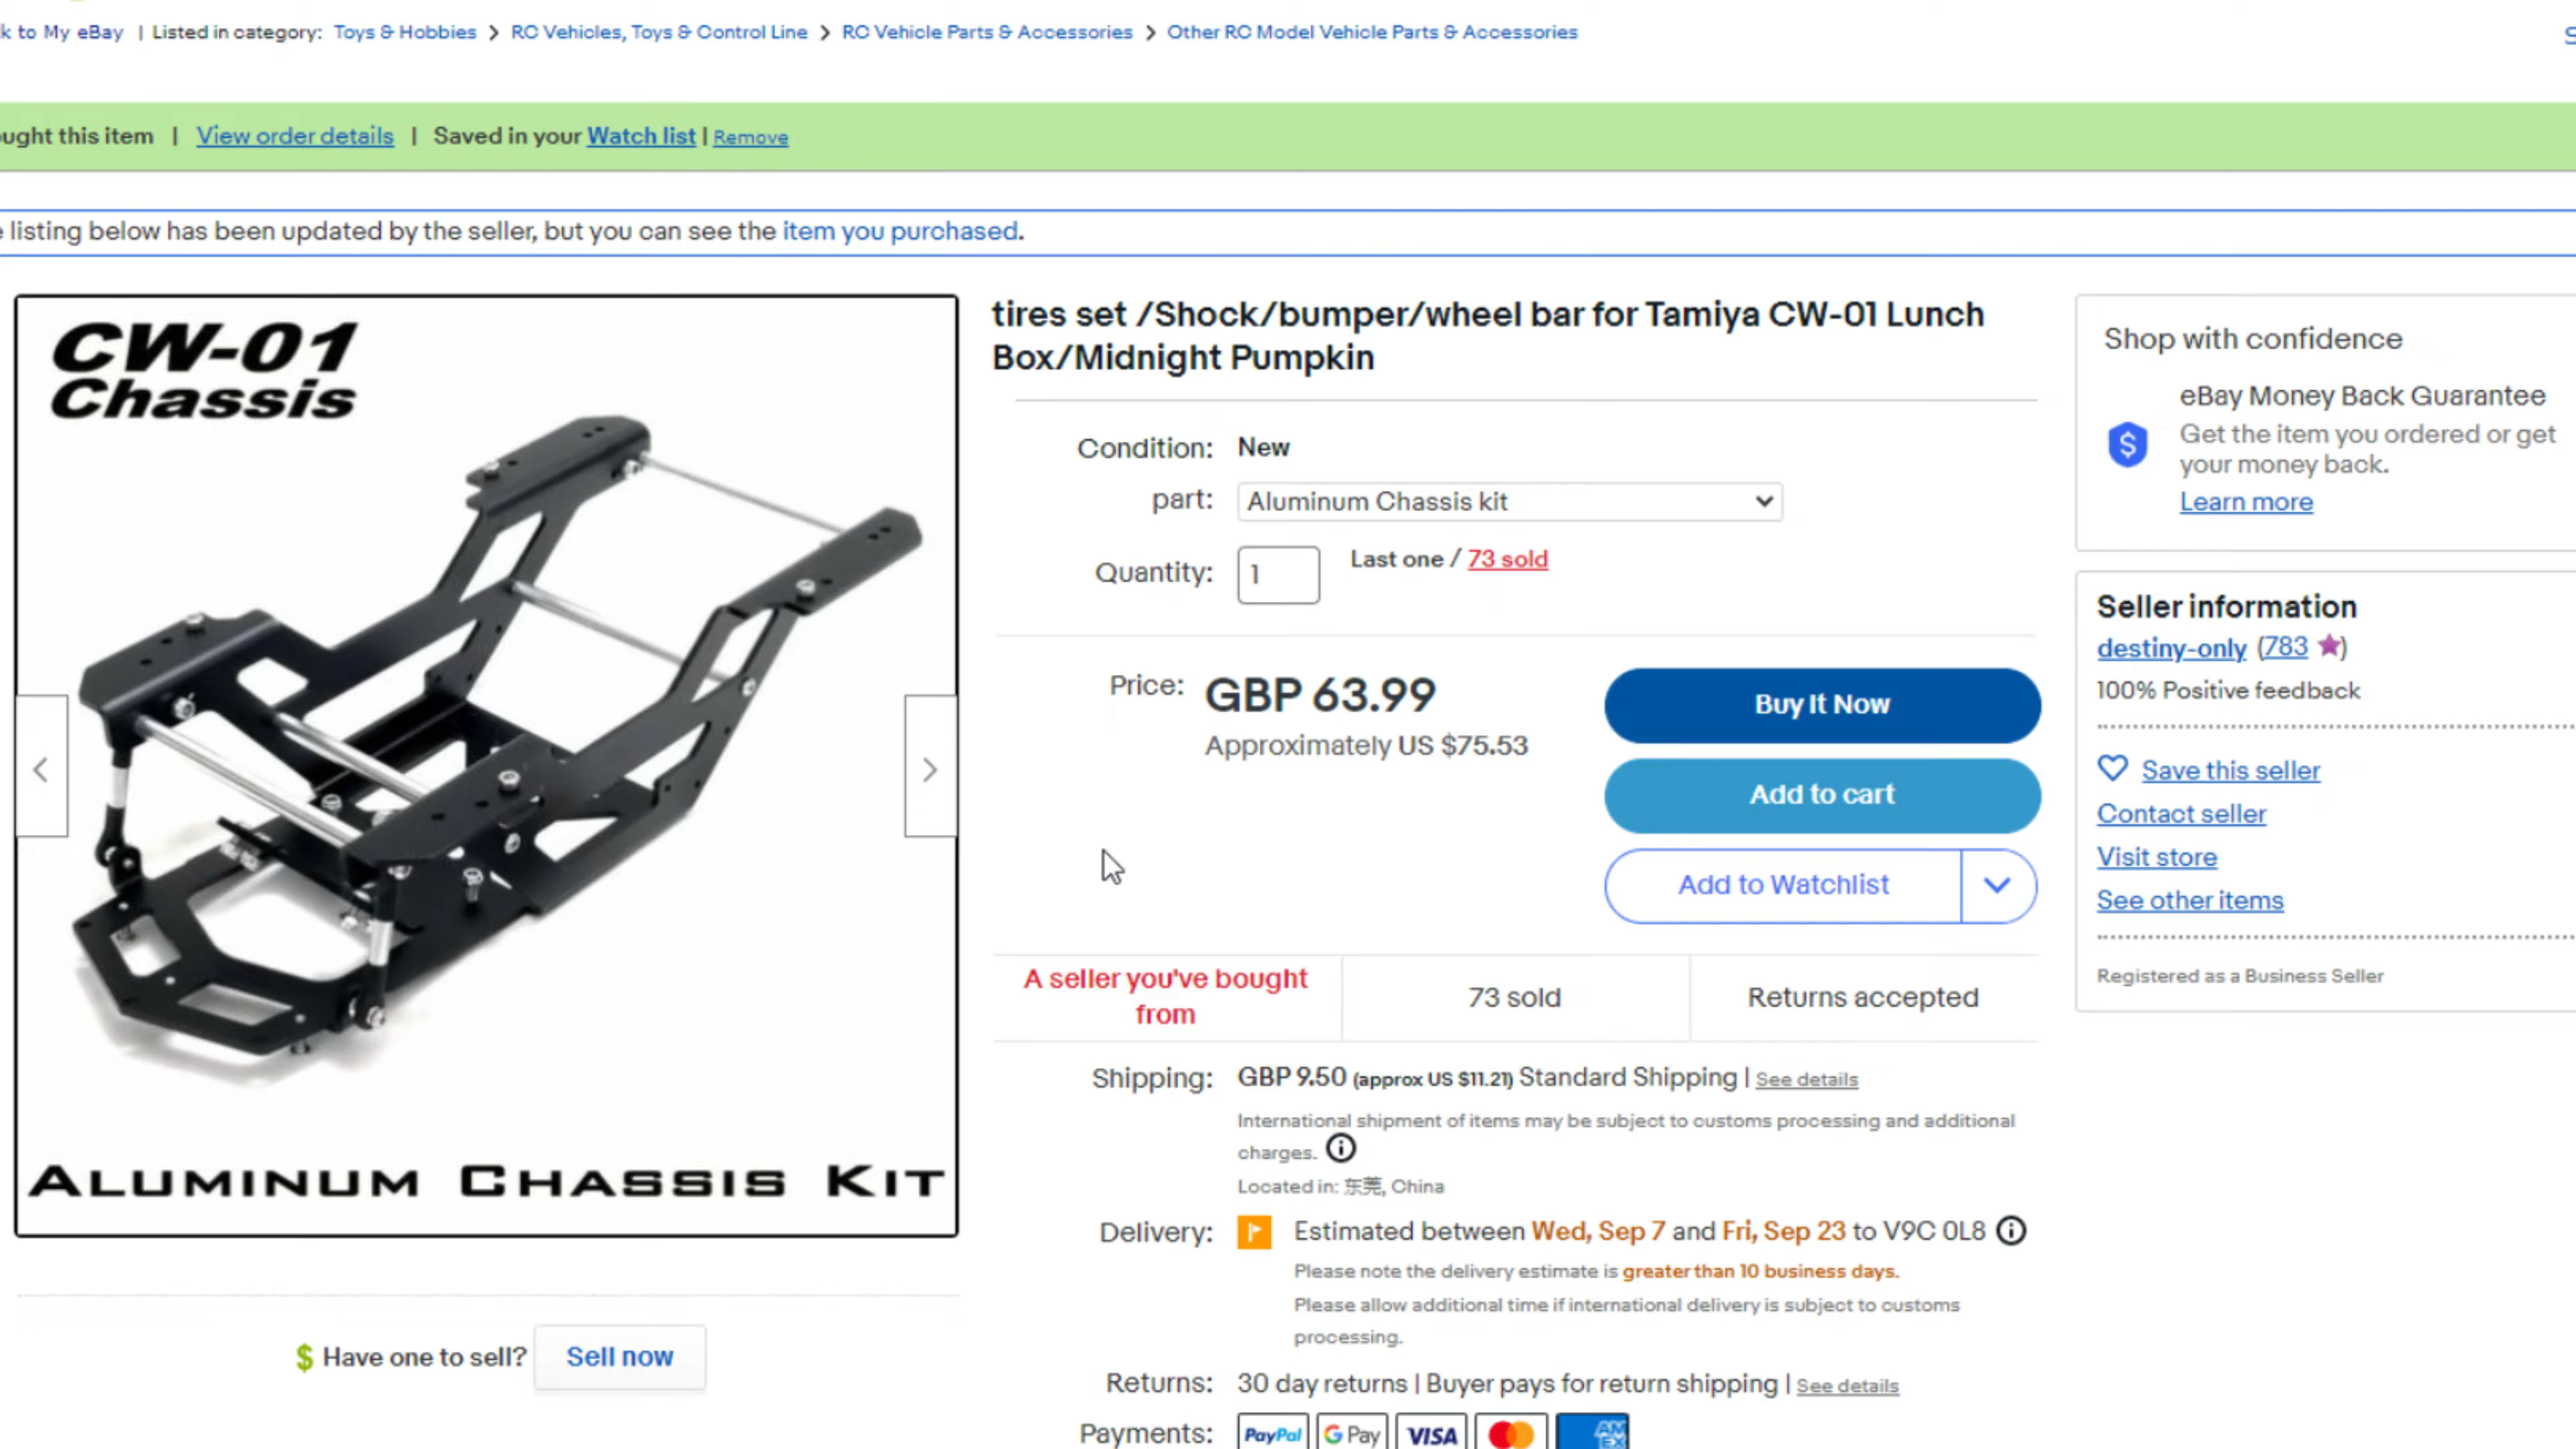 k to My eBay | Listed in category: Toys & Hobbies > RC Vehicles, Toys & Control Line > RC Vehicle Parts & Accessories > Other RC Model Vehicle Parts & Accessories
ught this item | View order details | Saved in your Watch list | Remove
listing below has been updated by the seller, but you can see the item you purchased.
CW-01
Chassis
ALUMINUM CHASSIS KIT
$ Have one to sell? Sell now
tires set /Shock/bumper/wheel bar for Tamiya CW-01 Lunch
Box/Midnight Pumpkin
Condition: New
part: Aluminum Chassis kit
Quantity: 1 Last one / 73 sold
Price: GBP 63.99
Approximately US $75.53
Buy It Now
Add to cart
Add to Watchlist
A seller you've bought
from
73 sold
Returns accepted
Shipping: GBP 9.50 (approx US $11.21) Standard Shipping | See details
International shipment of items may be subject to customs processing and additional
charges.
Located in: 东莞, China
Delivery: Estimated between Wed, Sep 7 and Fri, Sep 23 to V9C 0L8
Please note the delivery estimate is greater than 10 business days.
Please allow additional time if international delivery is subject to customs
processing.
Returns: 30 day returns | Buyer pays for return shipping | See details
Payments: PayPal G Pay VISA AM EX
Shop with confidence
eBay Money Back Guarantee
Get the item you ordered or get
your money back.
Learn more
Seller information
destiny-only (783)
100% Positive feedback
Save this seller
Contact seller
Visit store
See other items
Registered as a Business Seller